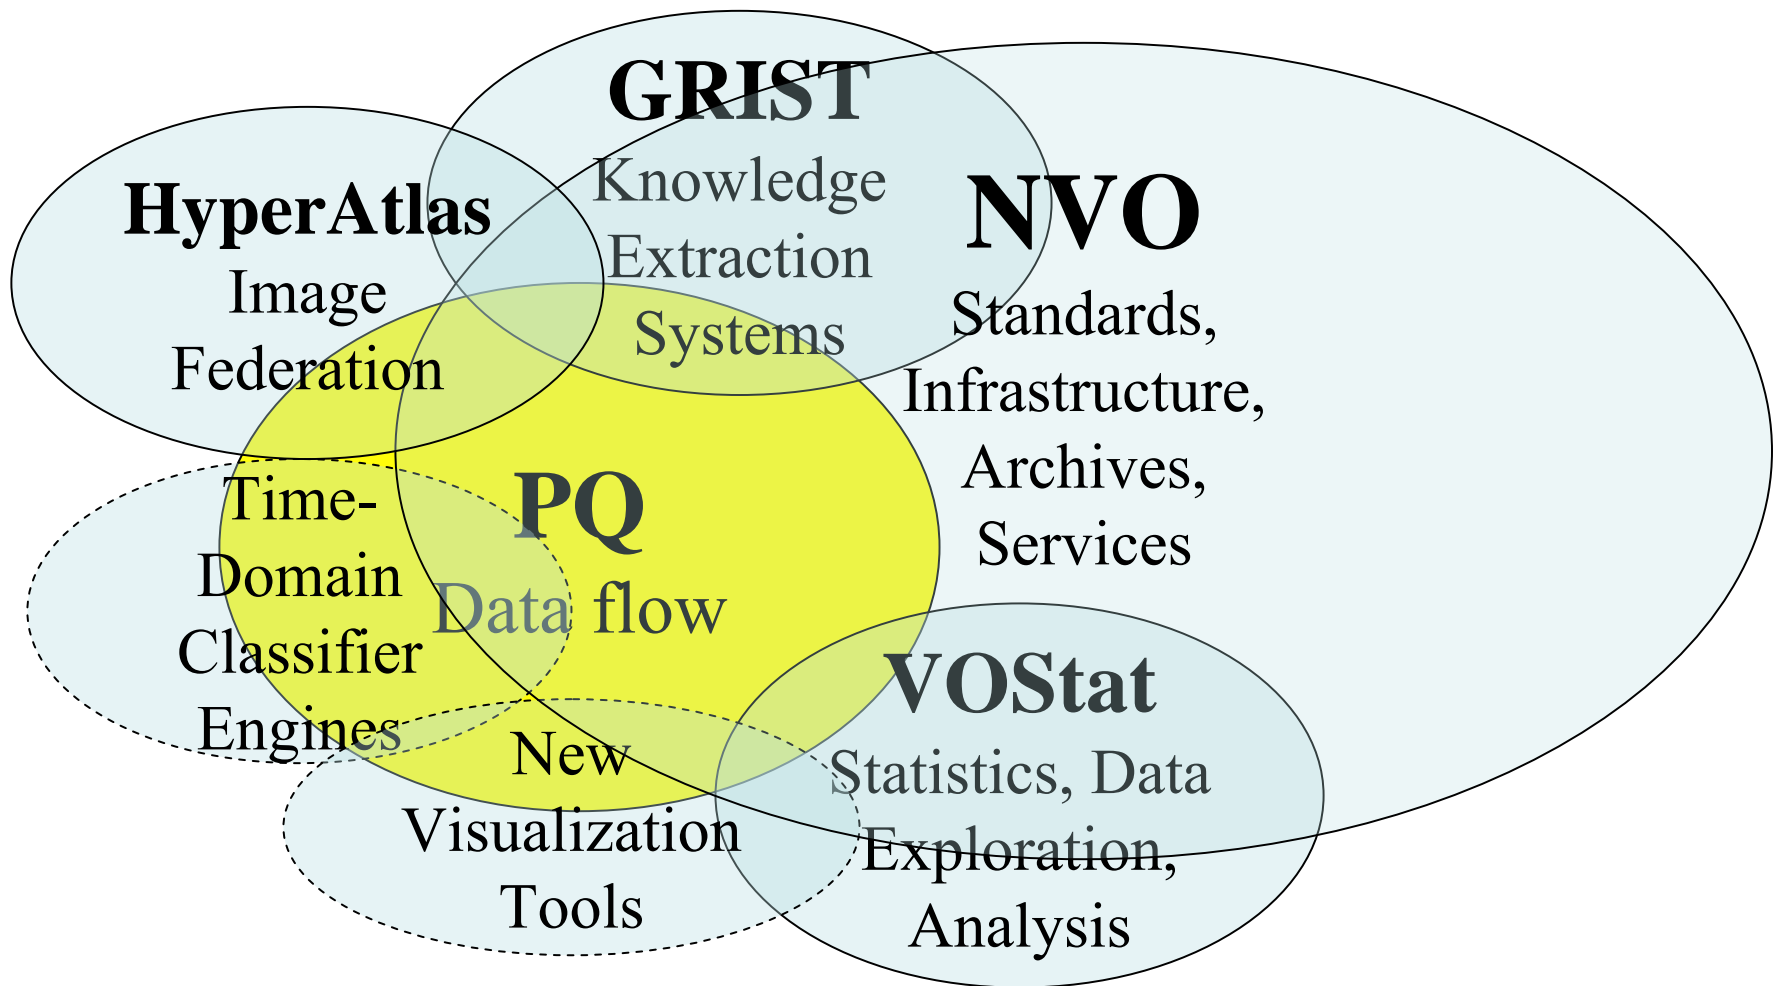 GRIST
Knowledge
Extraction
Systems
HyperAtlas
Image
Federation
NVO
Standards,
Infrastructure,
Archives,
Services
Time-
Domain
Classifier
Engines
PQ
Data flow
VOStat
Statistics, Data
Exploration,
Analysis
New
Visualization
Tools